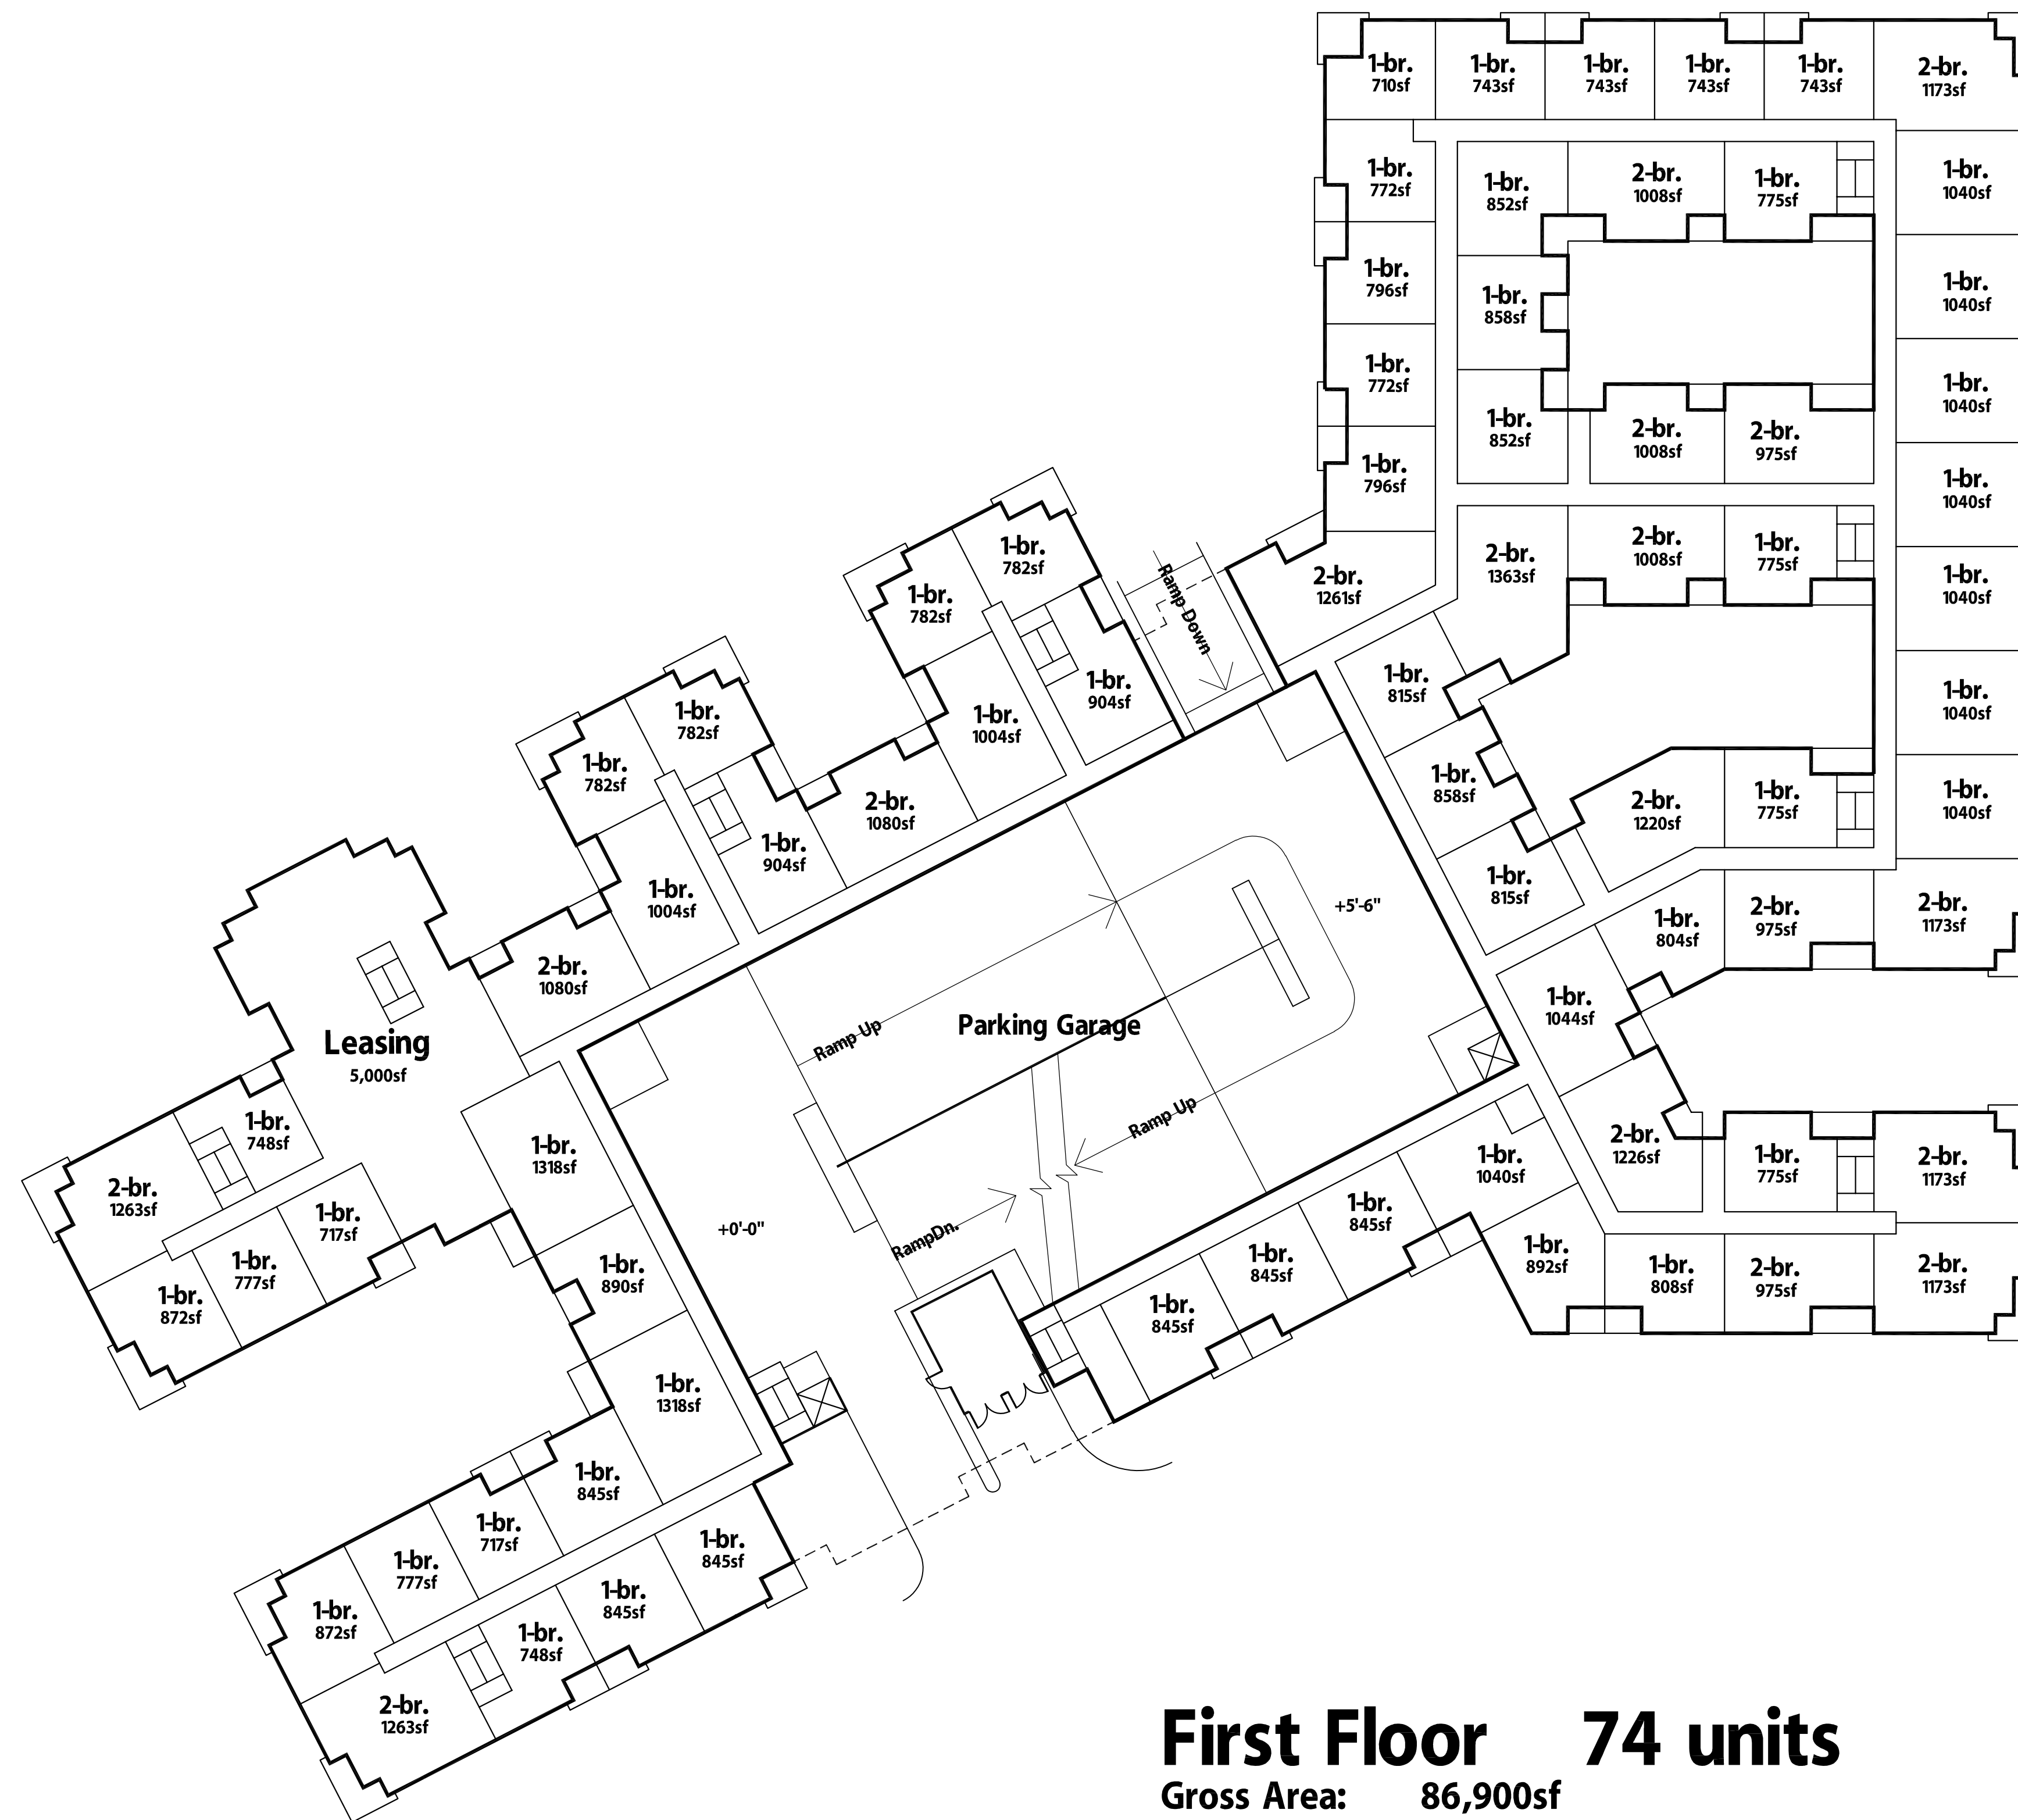 1-br.
710sf
1-br.
743sf
1-br.
743sf
1-br.
743sf
1-br.
743sf
2-br.
1173sf
1-br.
772sf
1-br.
852sf
2-br.
1008sf
1-br.
775sf
1-br.
1040sf
1-br.
796sf
1-br.
858sf
1-br.
1040sf
1-br.
772sf
1-br.
852sf
2-br.
1008sf
2-br.
975sf
1-br.
1040sf
1-br.
796sf
1-br.
1040sf
2-br.
1261sf
2-br.
1363sf
2-br.
1008sf
1-br.
775sf
1-br.
1040sf
1-br.
782sf
1-br.
782sf
Ramp Down
1-br.
904sf
1-br.
815sf
1-br.
1040sf
1-br.
782sf
1-br.
782sf
1-br.
1004sf
1-br.
858sf
2-br.
1220sf
1-br.
775sf
1-br.
1040sf
2-br.
1080sf
1-br.
904sf
1-br.
1004sf
1-br.
815sf
+5'-6"
1-br.
804sf
2-br.
975sf
2-br.
1173sf
2-br.
1080sf
1-br.
1044sf
Leasing
5,000sf
Ramp Up
Parking Garage
Ramp Up
1-br.
748sf
1-br.
1318sf
2-br.
1226sf
1-br.
775sf
2-br.
1173sf
2-br.
1263sf
1-br.
717sf
1-br.
777sf
1-br.
872sf
1-br.
890sf
+0'-0"
RampDn.
1-br.
1040sf
1-br.
845sf
1-br.
845sf
1-br.
845sf
1-br.
892sf
1-br.
808sf
2-br.
975sf
2-br.
1173sf
1-br.
1318sf
1-br.
845sf
1-br.
717sf
1-br.
777sf
1-br.
872sf
1-br.
845sf
1-br.
845sf
1-br.
748sf
2-br.
1263sf
First Floor 74 units
Gross Area: 86,900sf